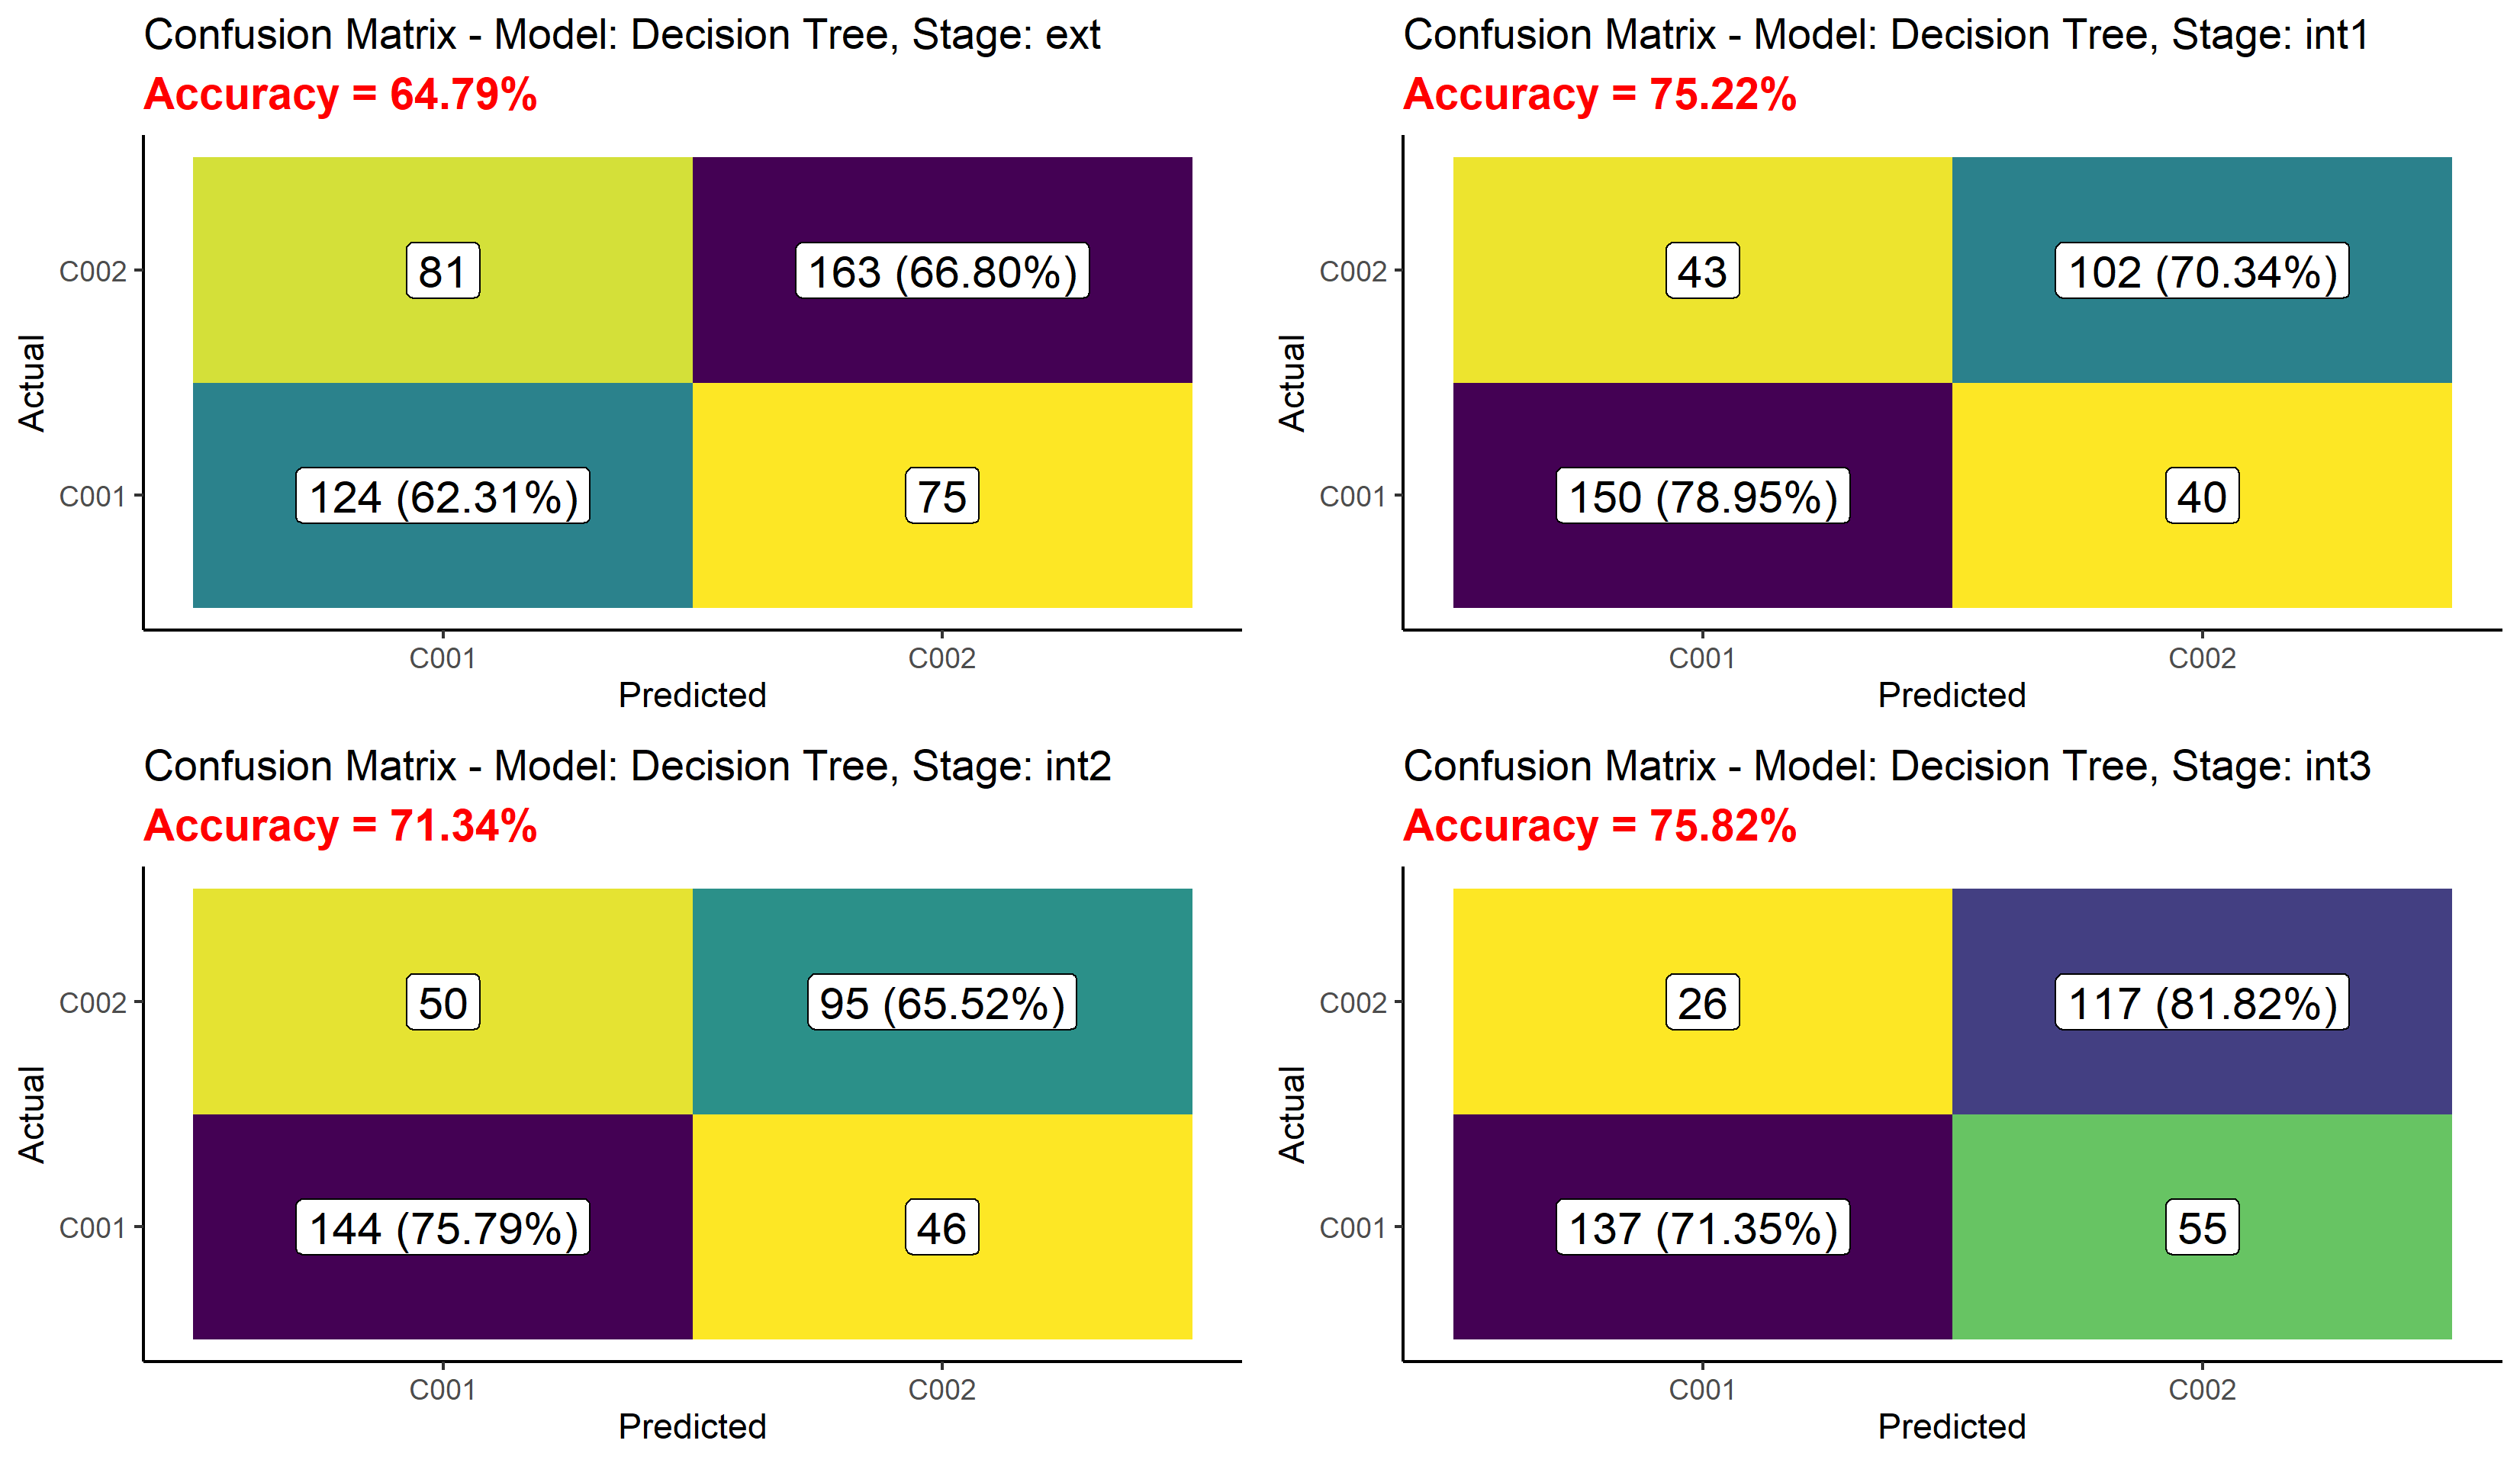 Confusion Matrix - Model: Decision Tree, Stage: ext
Accuracy = 64.79%
Actual
C002
81
163 (66.80%)
C001
124 (62.31%)
75
C001
C002
Predicted
Confusion Matrix - Model: Decision Tree, Stage: int1
Accuracy = 75.22%
Actual
C002
43
102 (70.34%)
C001
150 (78.95%)
40
C001
C002
Predicted
Confusion Matrix - Model: Decision Tree, Stage: int2
Accuracy = 71.34%
Actual
C002
50
95 (65.52%)
C001
144 (75.79%)
46
C001
C002
Predicted
Confusion Matrix - Model: Decision Tree, Stage: int3
Accuracy = 75.82%
Actual
C002
26
117 (81.82%)
C001
137 (71.35%)
55
C001
C002
Predicted